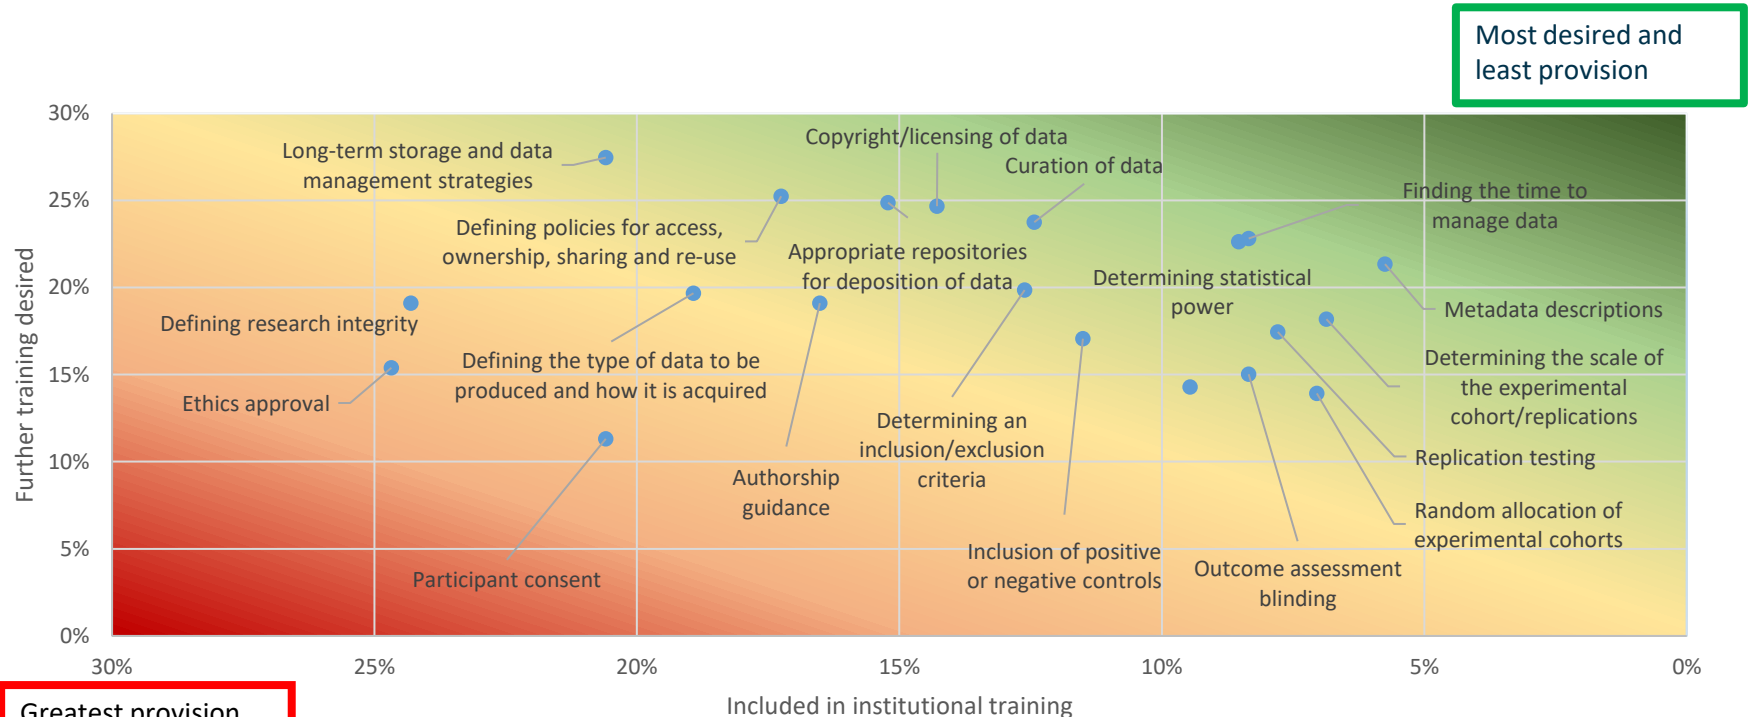 Most desired and
least provision
30%
25%
20%
15%
10%
5%
0%
Further training desired
Long-term storage and data
management strategies
Copyright/licensing of data
Curation of data
Finding the time to
manage data
Defining policies for access,
ownership, sharing and re-use
Appropriate repositories
for deposition of data
Determining statistical
power
Metadata descriptions
Defining research integrity
Defining the type of data to be
produced and how it is acquired
Determining the scale of
the experimental
cohort/replications
Ethics approval
Determining an
inclusion/exclusion
criteria
Replication testing
Authorship
guidance
Random allocation of
experimental cohorts
Inclusion of positive
or negative controls
Outcome assessment
blinding
Participant consent
30%
25%
20%
15%
10%
5%
0%
Included in institutional training
Greatest provision